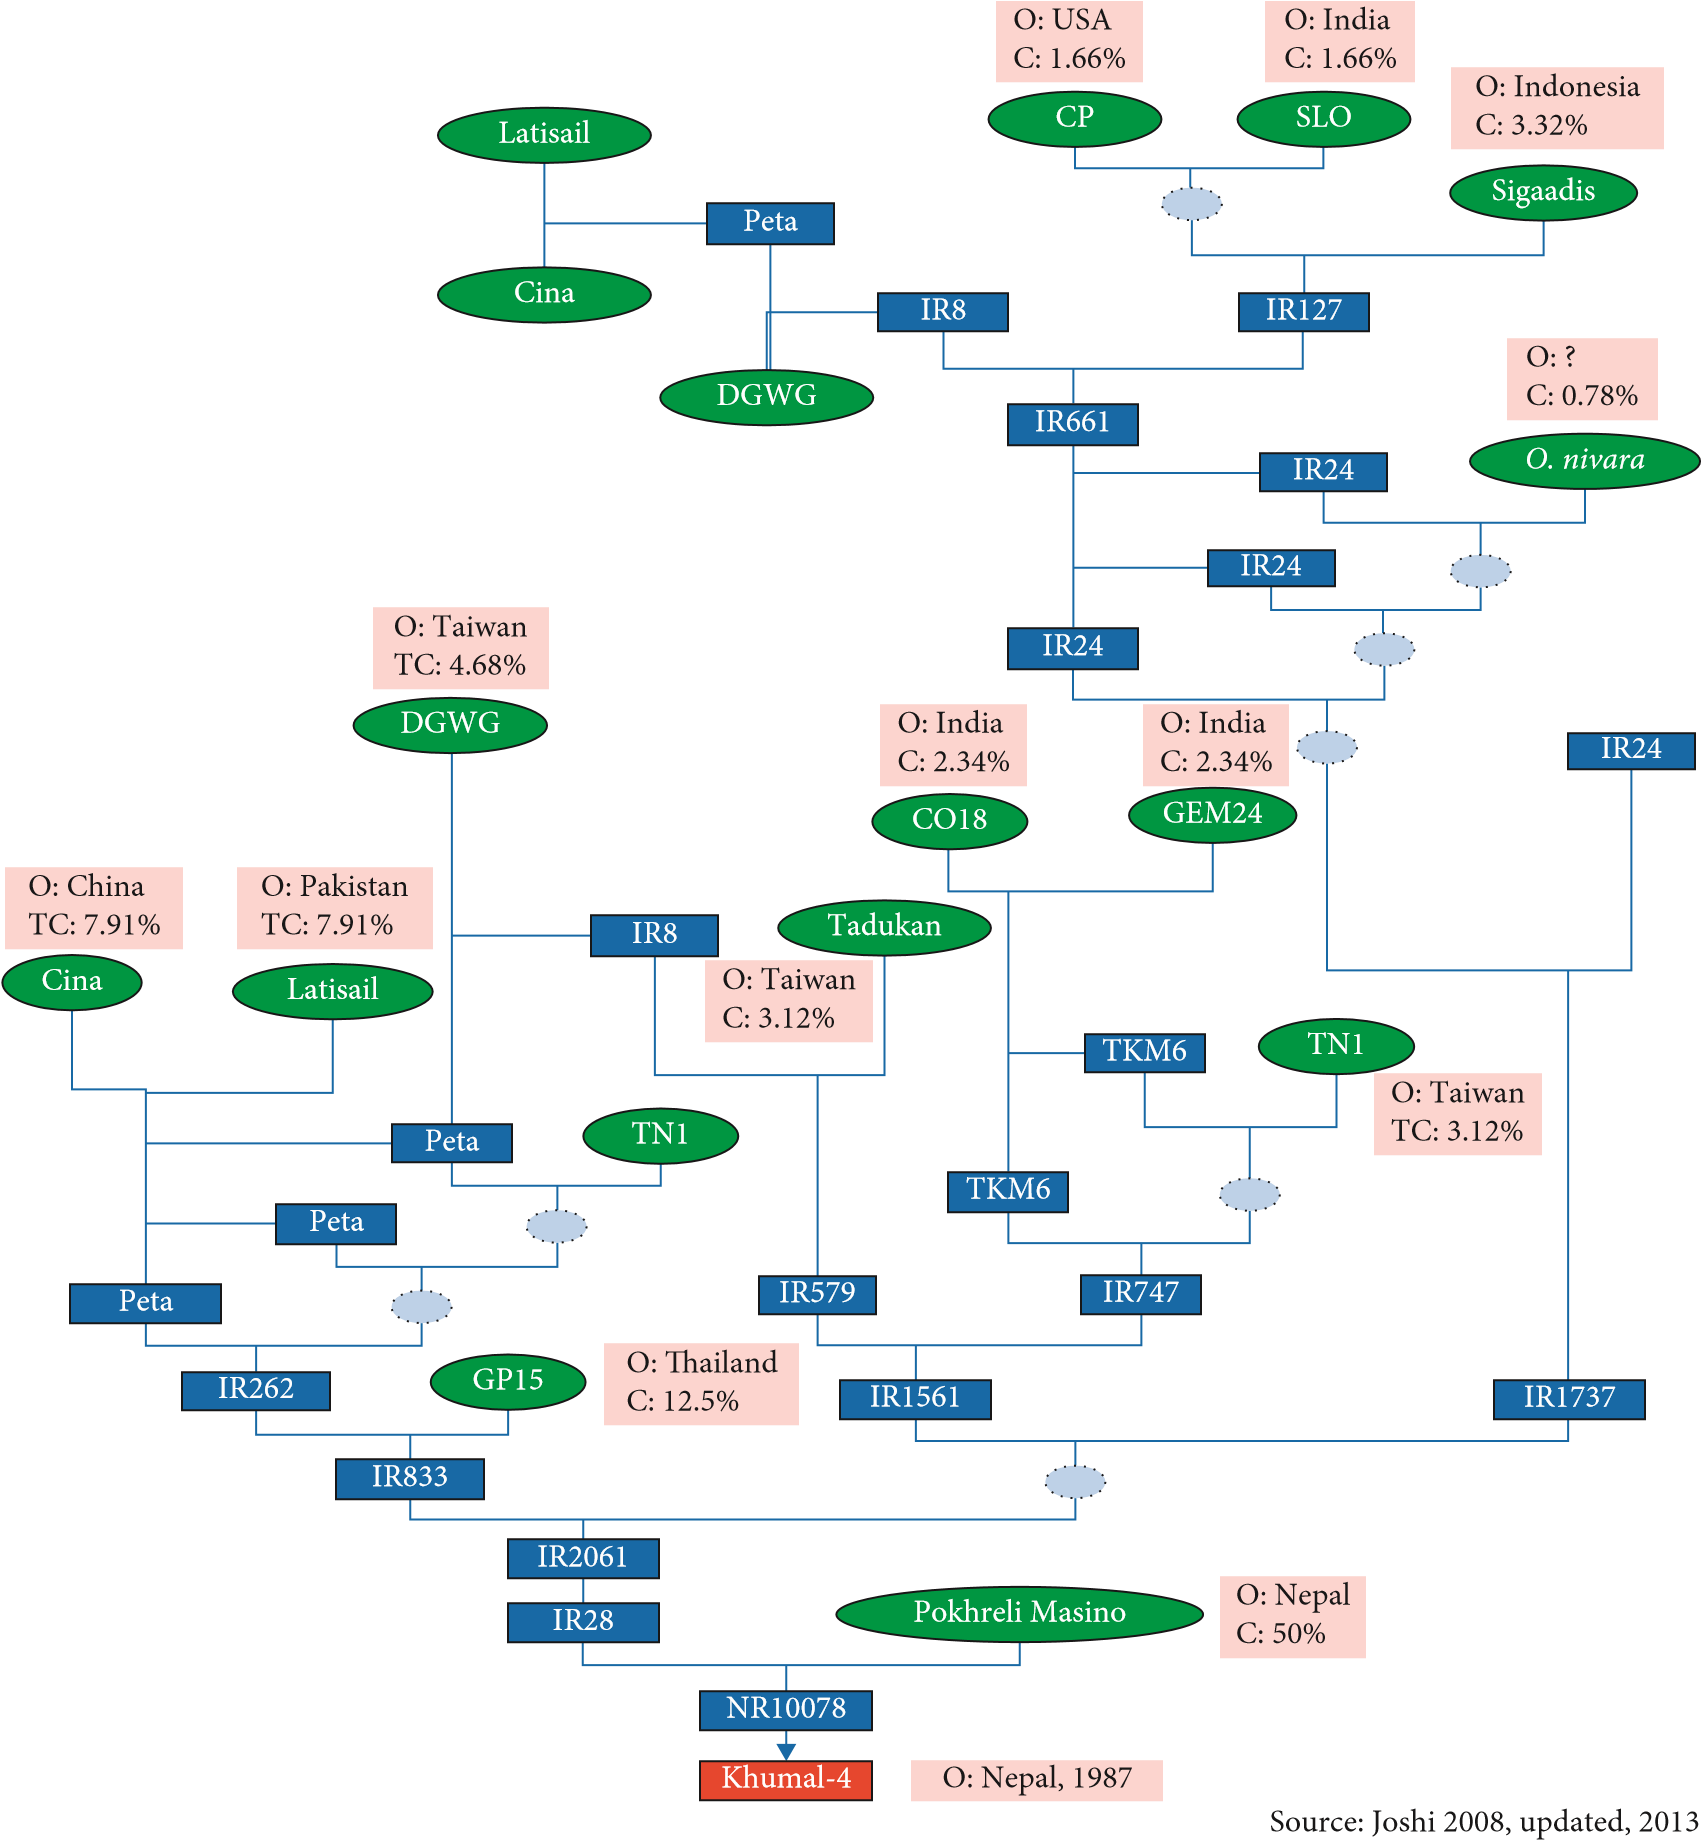 O: USA
C: 1.66%
O: India
C: 1.66%
O: Indonesia
C: 3.32%
CP
SLO
Latisail
Sigaadis
Peta
Cina
IR8
IR127
O: ?
C: 0.78%
DGWG
IR661
IR24
O. nivara
IR24
O: Taiwan
TC: 4.68%
IR24
DGWG
O: India
C: 2.34%
O: India
C: 2.34%
IR24
CO18
GEM24
O: China
TC: 7.91%
O: Pakistan
TC: 7.91%
IR8
Tadukan
Cina
Latisail
O: Taiwan
C: 3.12%
TKM6
TN1
O: Taiwan
TC: 3.12%
Peta
TN1
TKM6
Peta
Peta
IR579
IR747
O: Thailand
C: 12.5%
IR262
GP15
IR1561
IR1737
IR833
IR2061
IR28
Pokhreli Masino
O: Nepal
C: 50%
NR10078
Khumal-4
O: Nepal, 1987
Source: Joshi 2008, updated, 2013